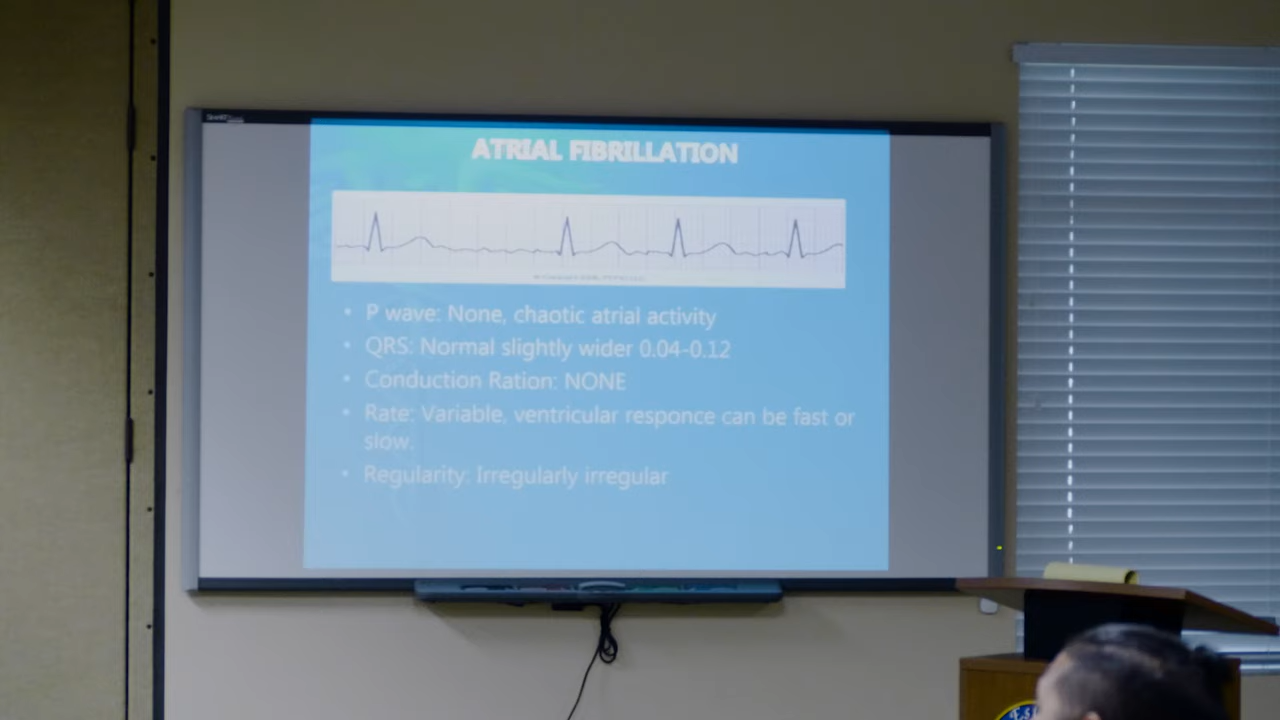 ATRIAL FIBRILLATION
• P wave: None, chaotic atrial activity
• QRS: Normal slightly wider 0.04-0.12
• Conduction Ration: NONE
• Rate: Variable, ventricular responce can be fast or
slow.
• Regularity: Irregularly irregular